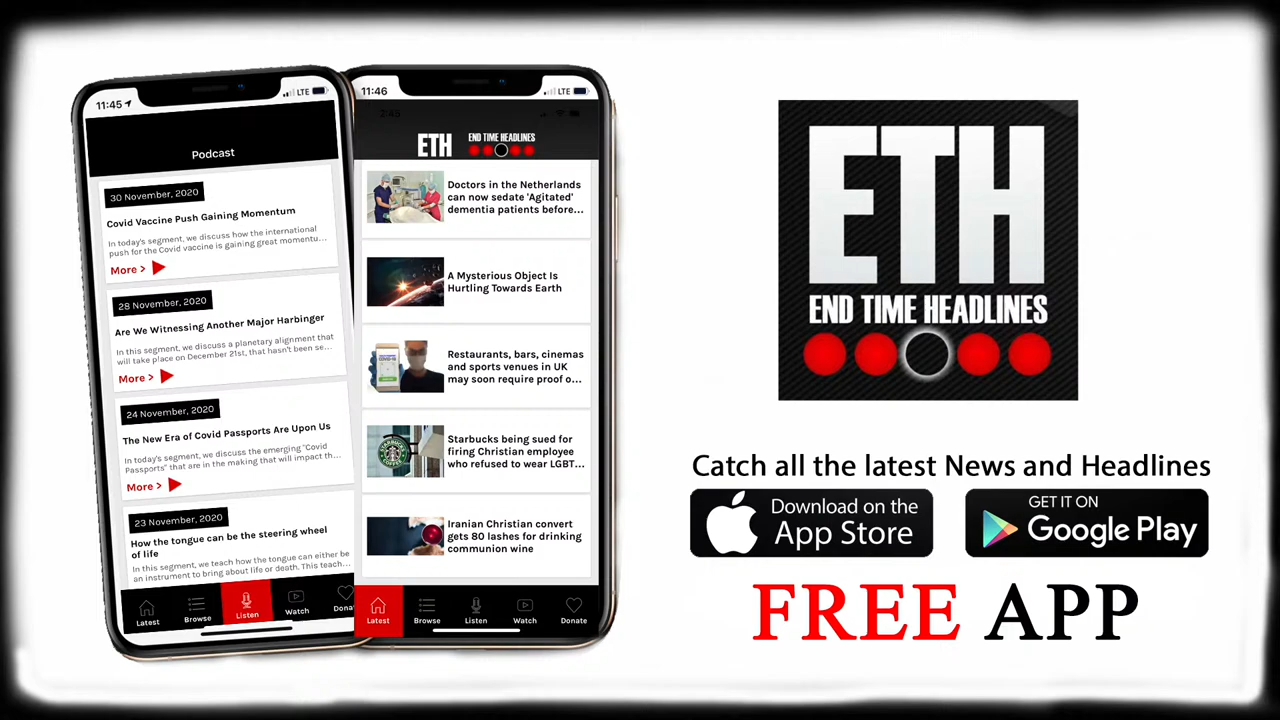 11:45
LTE
Podcast
30 November, 2020
Covid Vaccine Push Gaining Momentum
In today's segment, we discuss how the international
push for the Covid vaccine is gaining great momentu...
More >
28 November, 2020
Are We Witnessing Another Major Harbinger
In this segment, we discuss a planetary alignment that
will take place on December 21st, that hasn't been se...
More >
24 November, 2020
The New Era of Covid Passports Are Upon Us
In today's segment, we discuss the emerging "Covid
Passports" that are in the making that will impact th...
More >
23 November, 2020
How the tongue can be the steering wheel
of life
In this segment, we teach how the tongue can either be
an instrument to bring about life or death. This teach...
Latest Browse Listen Watch Donat
11:46
LTE
2:45
ETH END TIME HEADLINES
Doctors in the Netherlands
can now sedate 'Agitated'
dementia patients before...
A Mysterious Object Is
Hurtling Towards Earth
Restaurants, bars, cinemas
and sports venues in UK
may soon require proof o...
STARBUCKS
Starbucks being sued for
firing Christian employee
who refused to wear LGBT...
Iranian Christian convert
gets 80 lashes for drinking
communion wine
Latest Browse Listen Watch Donate
ETH
END TIME HEADLINES
Catch all the latest News and Headlines
Download on the
App Store
GET IT ON
Google Play
FREE APP